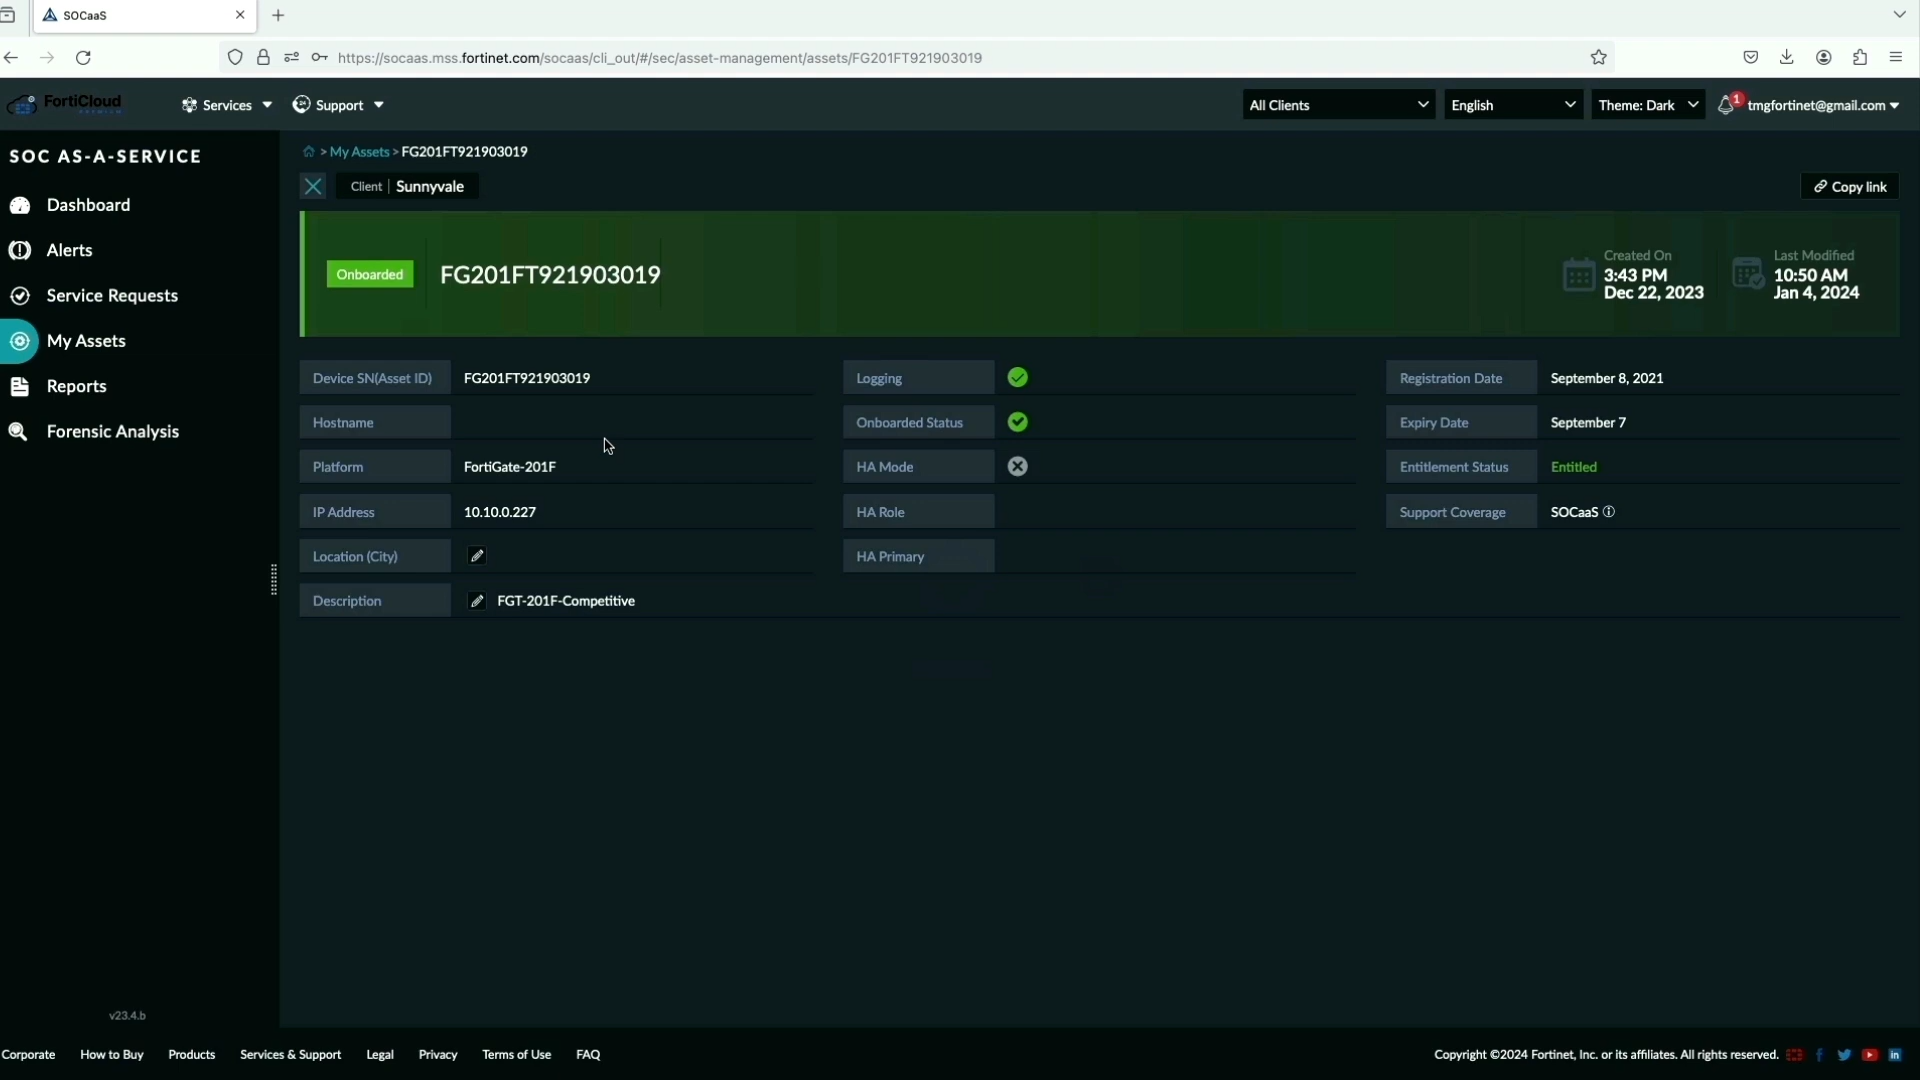 SOCaaS
https://socaas.mss.fortinet.com/socaas/cli_out/#/sec/asset-management/assets/FG201FT921903019
FortiCloud
Services
Support
All Clients
English
Theme: Dark
1
tmgfortinet@gmail.com
SOC AS-A-SERVICE
Dashboard
Alerts
Service Requests
My Assets
Reports
Forensic Analysis
v23.4.b
> My Assets > FG201FT921903019
Client | Sunnyvale
Copy link
Onboarded
FG201FT921903019
Created On
3:43 PM
Dec 22, 2023
Last Modified
10:50 AM
Jan 4, 2024
Device SN(Asset ID) FG201FT921903019
Hostname
Platform FortiGate-201F
IP Address 10.10.0.227
Location (City)
Description FGT-201F-Competitive
Logging
Onboarded Status
HA Mode
HA Role
HA Primary
Registration Date September 8, 2021
Expiry Date September 7
Entitlement Status Entitled
Support Coverage SOCaaS
Corporate How to Buy Products Services & Support Legal Privacy Terms of Use FAQ
Copyright ©2024 Fortinet, Inc. or its affiliates. All rights reserved.